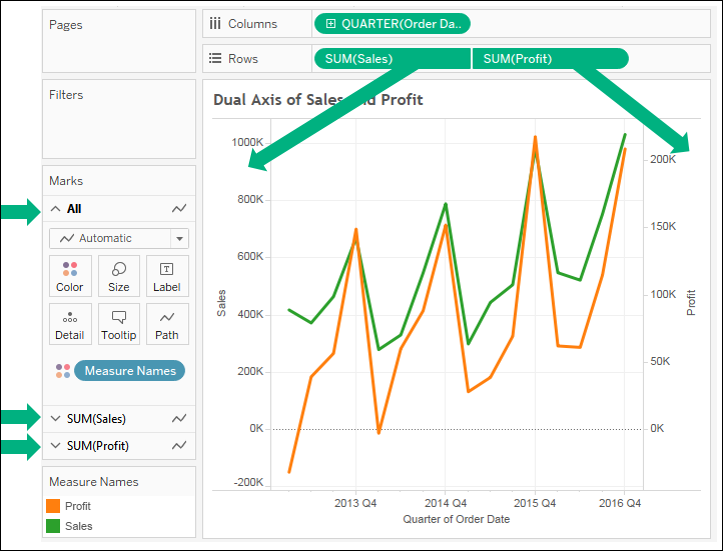 Pages
Columns
QUARTER(Order Da..
Rows
SUM(Sales)
SUM(Profit)
Filters
Marks
All
Automatic
Color
Size
Label
Detail
Tooltip
Path
Measure Names
SUM(Sales)
SUM(Profit)
Measure Names
Profit
Sales
Dual Axis of Sales and Profit
1000K
800K
600K
400K
200K
0K
-200K
Sales
200K
150K
100K
50K
0K
Profit
2013 Q4
2014 Q4
2015 Q4
2016 Q4
Quarter of Order Date